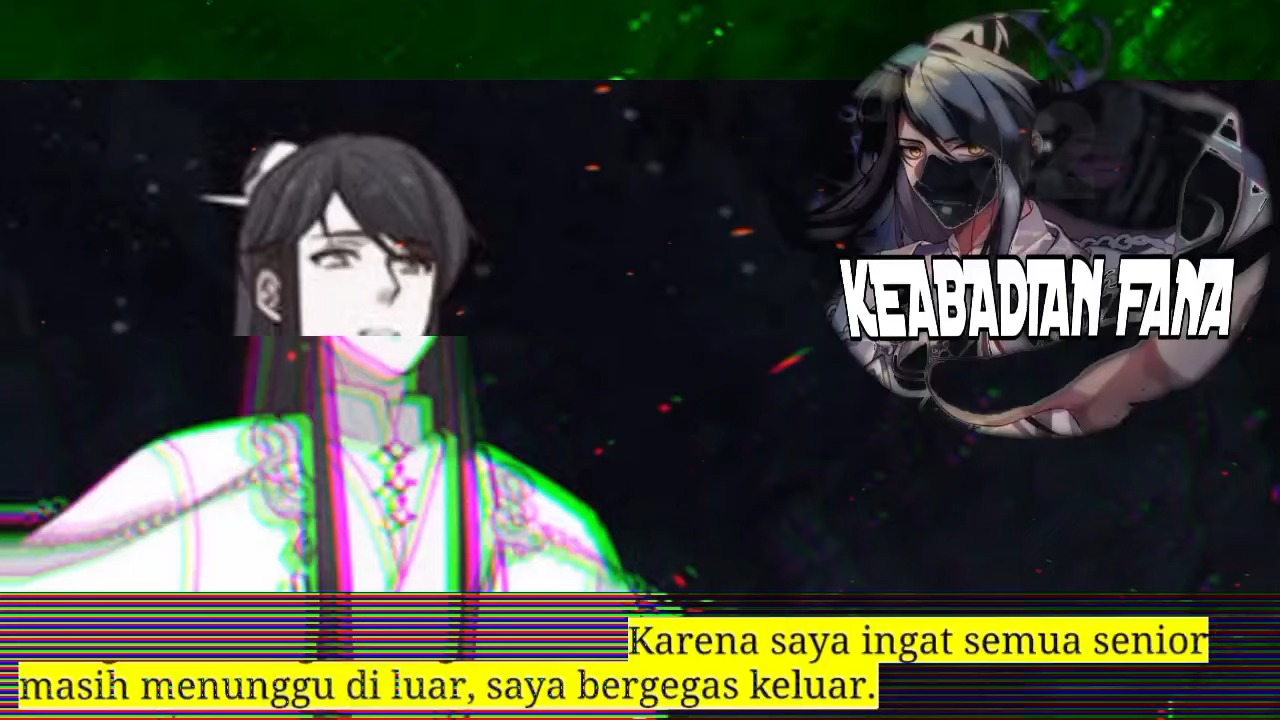 KEABADIAN FANA
Karena saya ingat semua senior
masih menunggu di luar, saya bergegas keluar.